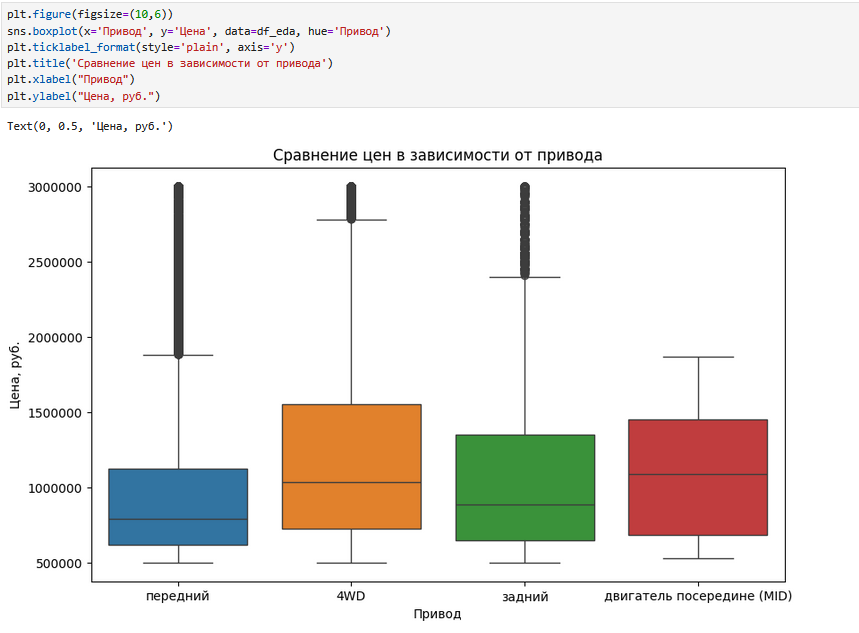 plt.figure(figsize=(10,6))
sns.boxplot(x='Привод', y='Цена', data=df_eda, hue='Привод')
plt.ticklabel_format(style='plain', axis='y')
plt.title('Сравнение цен в зависимости от привода')
plt.xlabel("Привод")
plt.ylabel("Цена, руб.")
Text(0, 0.5, 'Цена, руб.')
Сравнение цен в зависимости от привода
3000000
2500000
2000000
1500000
1000000
500000
Цена, руб.
передний 4WD задний двигатель посередине (MID)
Привод